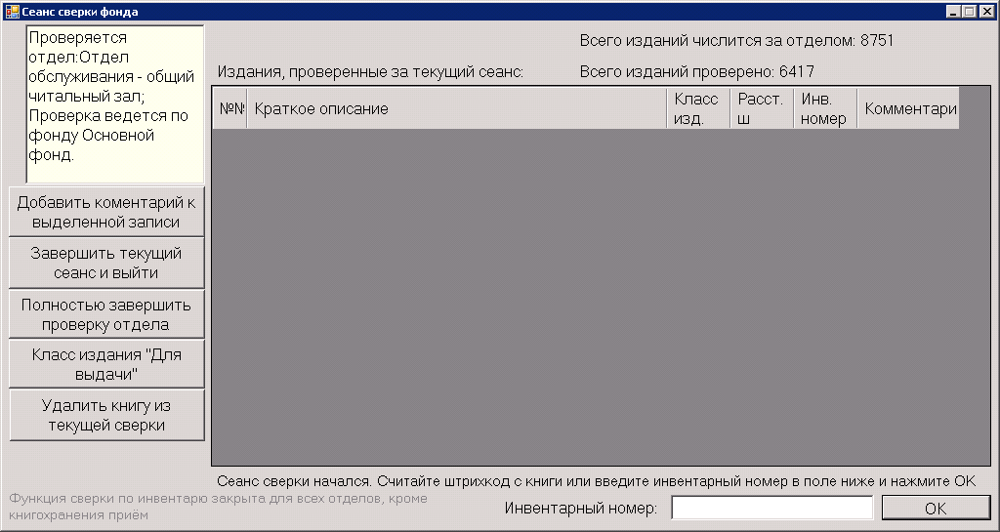 Сеанс сверки фонда
Проверяется
отдел:Отдел
обслуживания - общий
читальный зал;
Проверка ведется по
фонду Основной
фонд.
Всего изданий числится за отделом: 8751
Издания, проверенные за текущий сеанс:
Всего изданий проверено: 6417
№№
Краткое описание
Класс
изд.
Расст.
ш
Инв.
номер
Комментари
Добавить коментарий к
выделенной записи
Завершить текущий
сеанс и выйти
Полностью завершить
проверку отдела
Класс издания "Для
выдачи"
Удалить книгу из
текущей сверки
Сеанс сверки начался. Считайте штрихкод с книги или введите инвентарный номер в поле ниже и нажмите OK
Функция сверки по инвентарю закрыта для всех отделов, кроме
книгохранения приём
Инвентарный номер:
OK